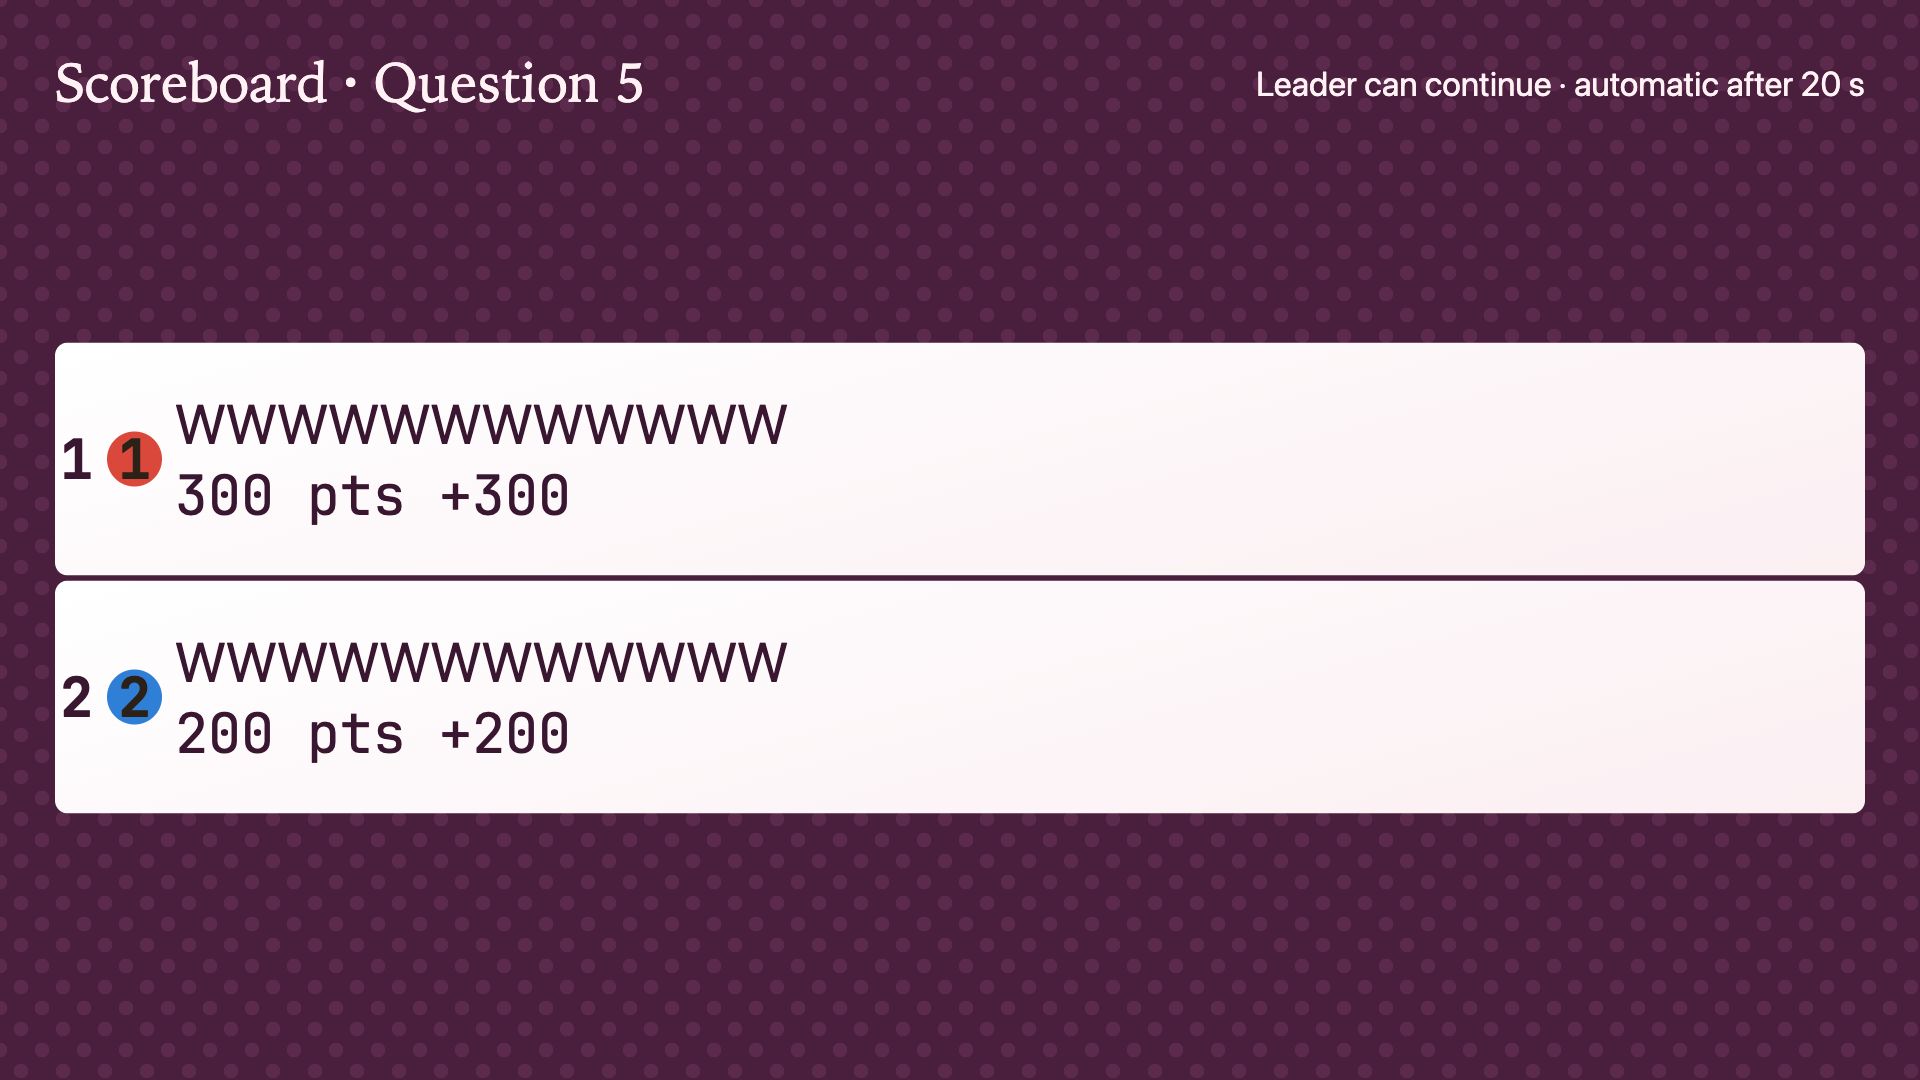 Scoreboard · Question 5
Leader can continue · automatic after 20 s
1 1 WWWWWWWWWWWW
300 pts +300
2 2 WWWWWWWWWWWW
200 pts +200